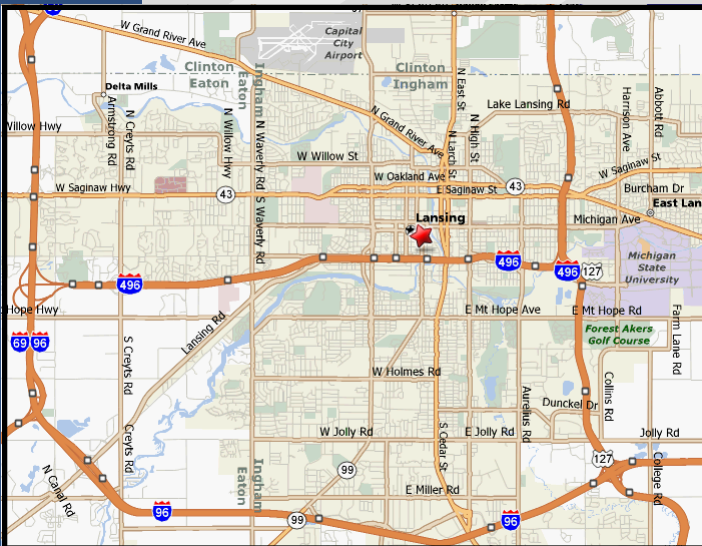 W Grand River Ave
Capital
City
Airport
Clinton
Eaton
Clinton
Ingham
Eaton
Ingham
N East St
Delta Mills
Armstrong Rd
N Creyts Rd
N Willow Hwy
N Waverly Rd
N Grand River Ave
N Larch St
N High St
Lake Lansing Rd
Harrison Ave
Abbott Rd
Willow Hwy
W Willow St
W Saginaw St
W Oakland Ave
W Saginaw Hwy
43
E Saginaw St
43
Burcham Dr
East Lan
S Waverly Rd
Lansing
Michigan Ave
Michigan
State
University
496
496
496
127
Hope Hwy
E Mt Hope Ave
E Mt Hope Rd
Forest Akers
Golf Course
Farm Lane Rd
69
96
Lansing Rd
S Creyts Rd
W Holmes Rd
Aurelius Rd
Dunckel Dr
Collins Rd
Creyts Rd
W Jolly Rd
S Cedar St
E Jolly Rd
Jolly Rd
127
College Rd
99
Eaton
Ingham
N Canal Rd
E Miller Rd
96
99
96